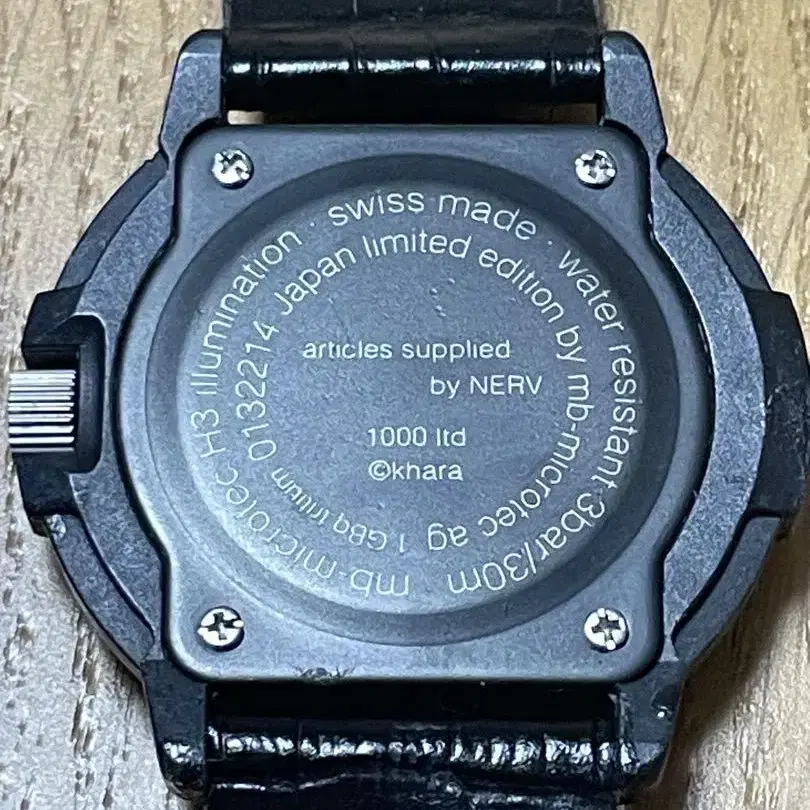 mb-microtec H3 illumination · swiss made · water resistant 3bar/30m
1 GBq tritium 0132214 Japan limited edition by mb-microtec ag
articles supplied
by NERV
1000 ltd
©khara